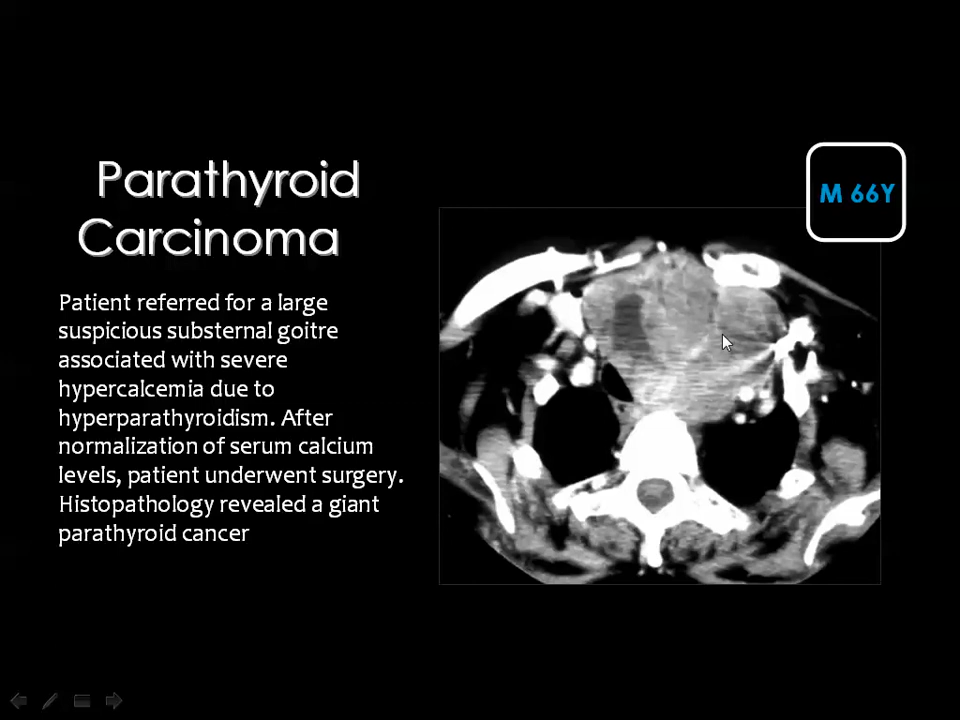 Parathyroid
Carcinoma
M 66Y
Patient referred for a large
suspicious substernal goitre
associated with severe
hypercalcemia due to
hyperparathyroidism. After
normalization of serum calcium
levels, patient underwent surgery.
Histopathology revealed a giant
parathyroid cancer